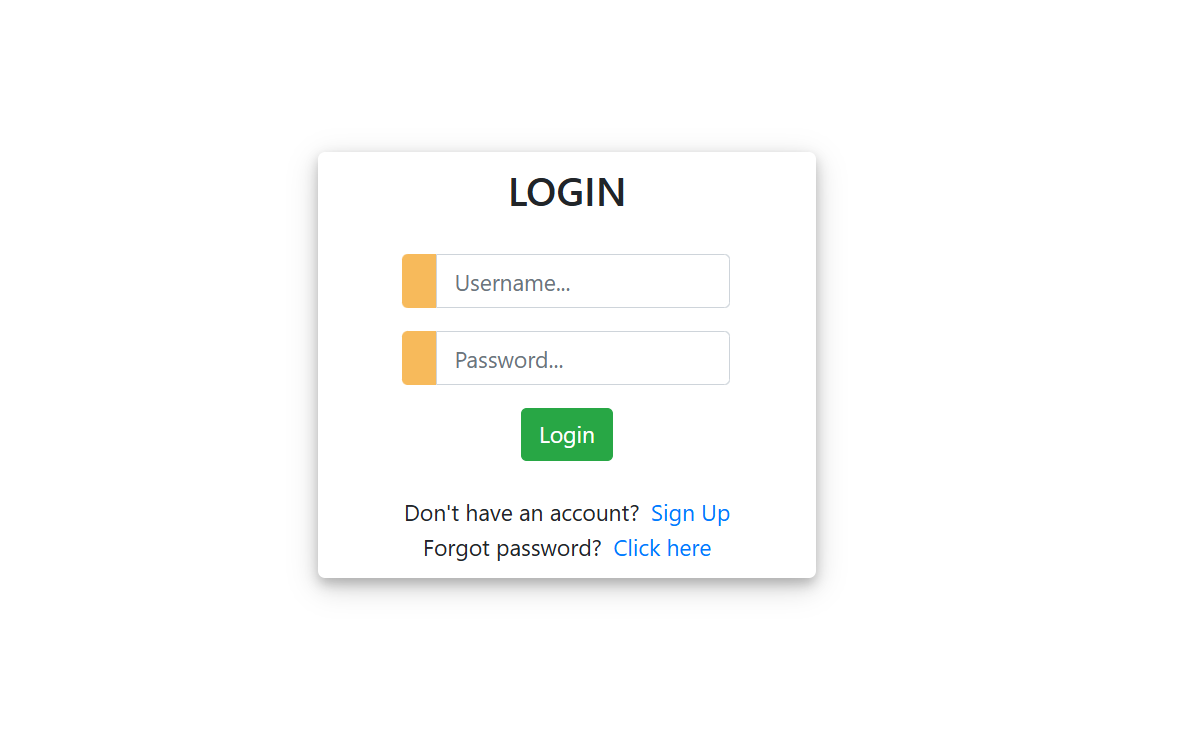 LOGIN
Username...
Password...
Login
Don't have an account? Sign Up
Forgot password? Click here